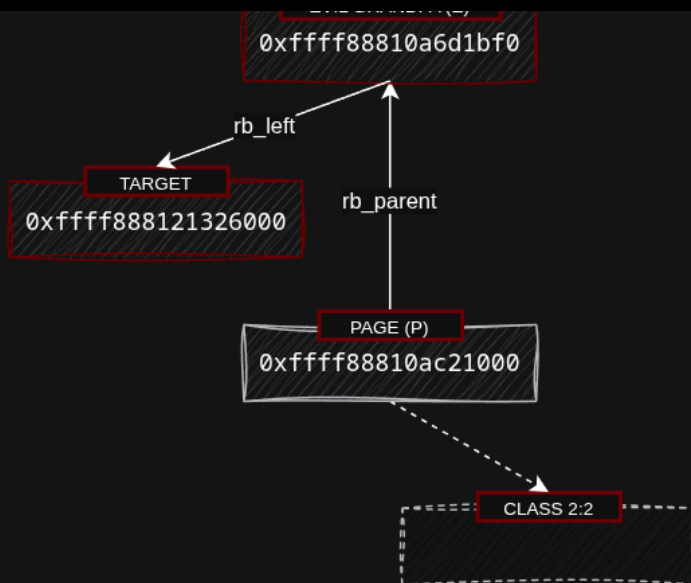 0xffff88810a6d1bf0
rb_left
TARGET
0xffff888121326000
rb_parent
PAGE (P)
0xffff88810ac21000
CLASS 2:2